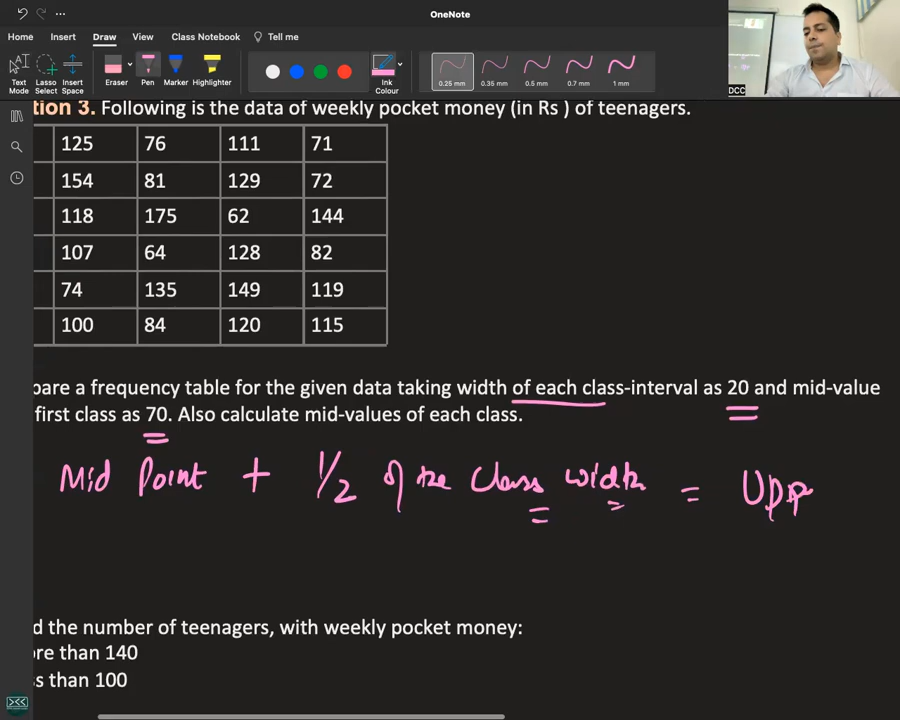 OneNote
Home Insert Draw View Class Notebook Tell me
Text Mode Lasso Select Insert Space Eraser Pen Marker Highlighter Ink Colour 0.25 mm 0.35 mm 0.5 mm 0.7 mm 1 mm
DCC
tion 3. Following is the data of weekly pocket money (in Rs ) of teenagers.
125 76 111 71
154 81 129 72
118 175 62 144
107 64 128 82
74 135 149 119
100 84 120 115
pare a frequency table for the given data taking width of each class-interval as 20 and mid-value
first class as 70. Also calculate mid-values of each class.
Mid Point + 1/2 of the class width = Upp
d the number of teenagers, with weekly pocket money:
ore than 140
ss than 100